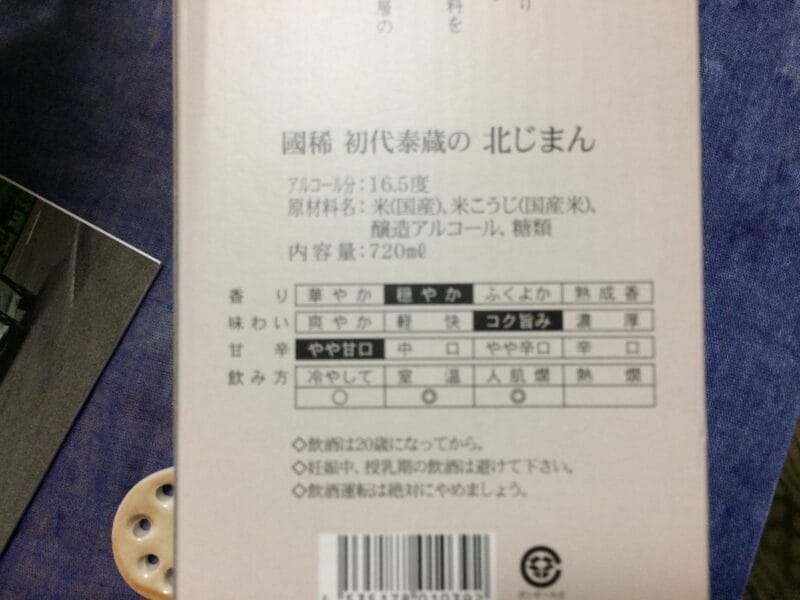 り
料を
層の
國稀 初代泰蔵の 北じまん
アルコール分：16.5度
原材料名：米(国産)、米こうじ(国産米)、
醸造アルコール、糖類
内容量：720mℓ
香り 華やか 穏やか ふくよか 熟成香
味わい 爽やか 軽快 コク旨み 濃厚
甘辛 やや甘口 中口 やや辛口 辛口
飲み方 冷やして 室温 人肌燗 熱燗
○ ◎ ◎
◇飲酒は20歳になってから。
◇妊娠中、授乳期の飲酒は避けて下さい。
◇飲酒運転は絶対にやめましょう。